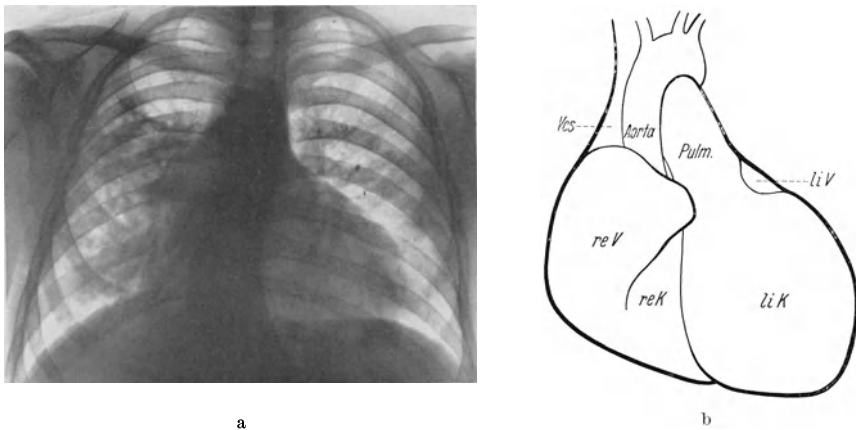 Vcs
Aorta
Pulm.
li V
re V
re K
li K
a
b